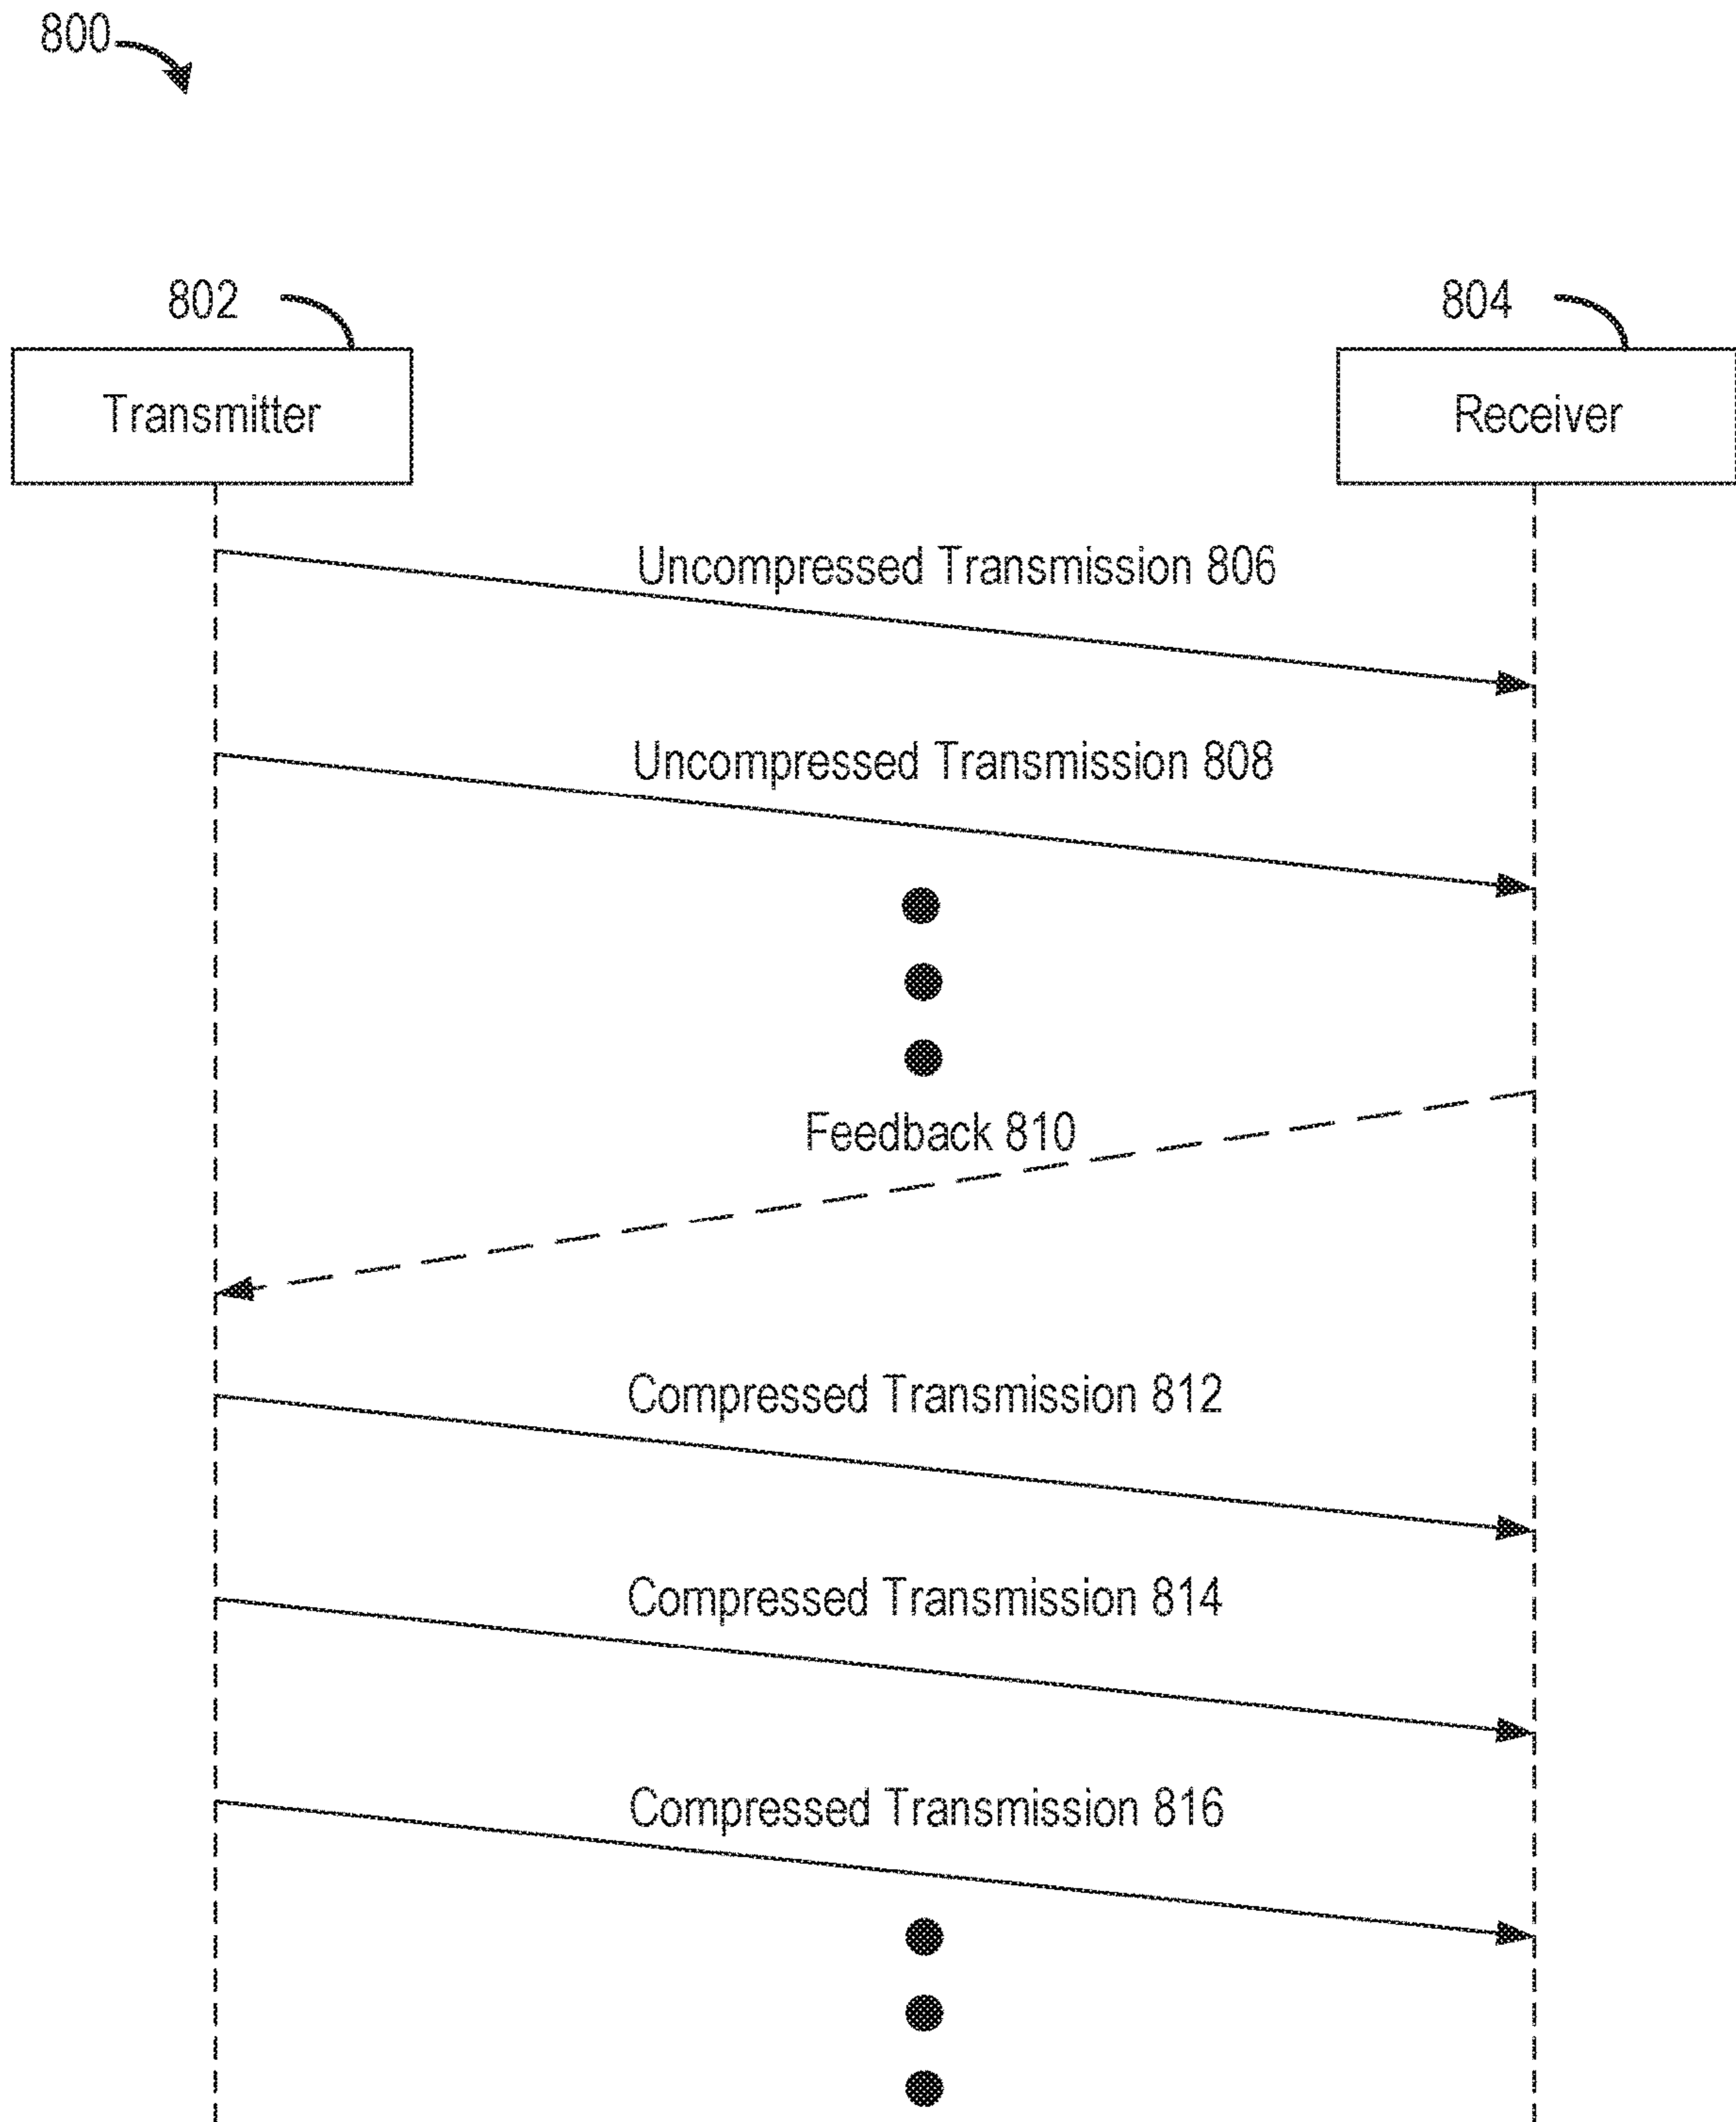 800
802
804
Transmitter
Receiver
Uncompressed Transmission 806
Uncompressed Transmission 808
Feedback 810
Compressed Transmission 812
Compressed Transmission 814
Compressed Transmission 816